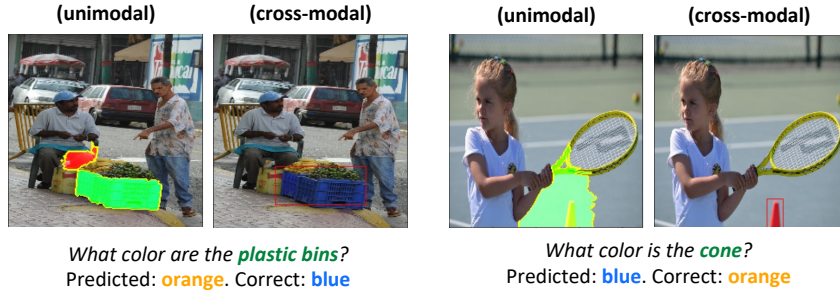 (unimodal) (cross-modal) (unimodal) (cross-modal)
What color are the plastic bins?
Predicted: orange. Correct: blue
What color is the cone?
Predicted: blue. Correct: orange